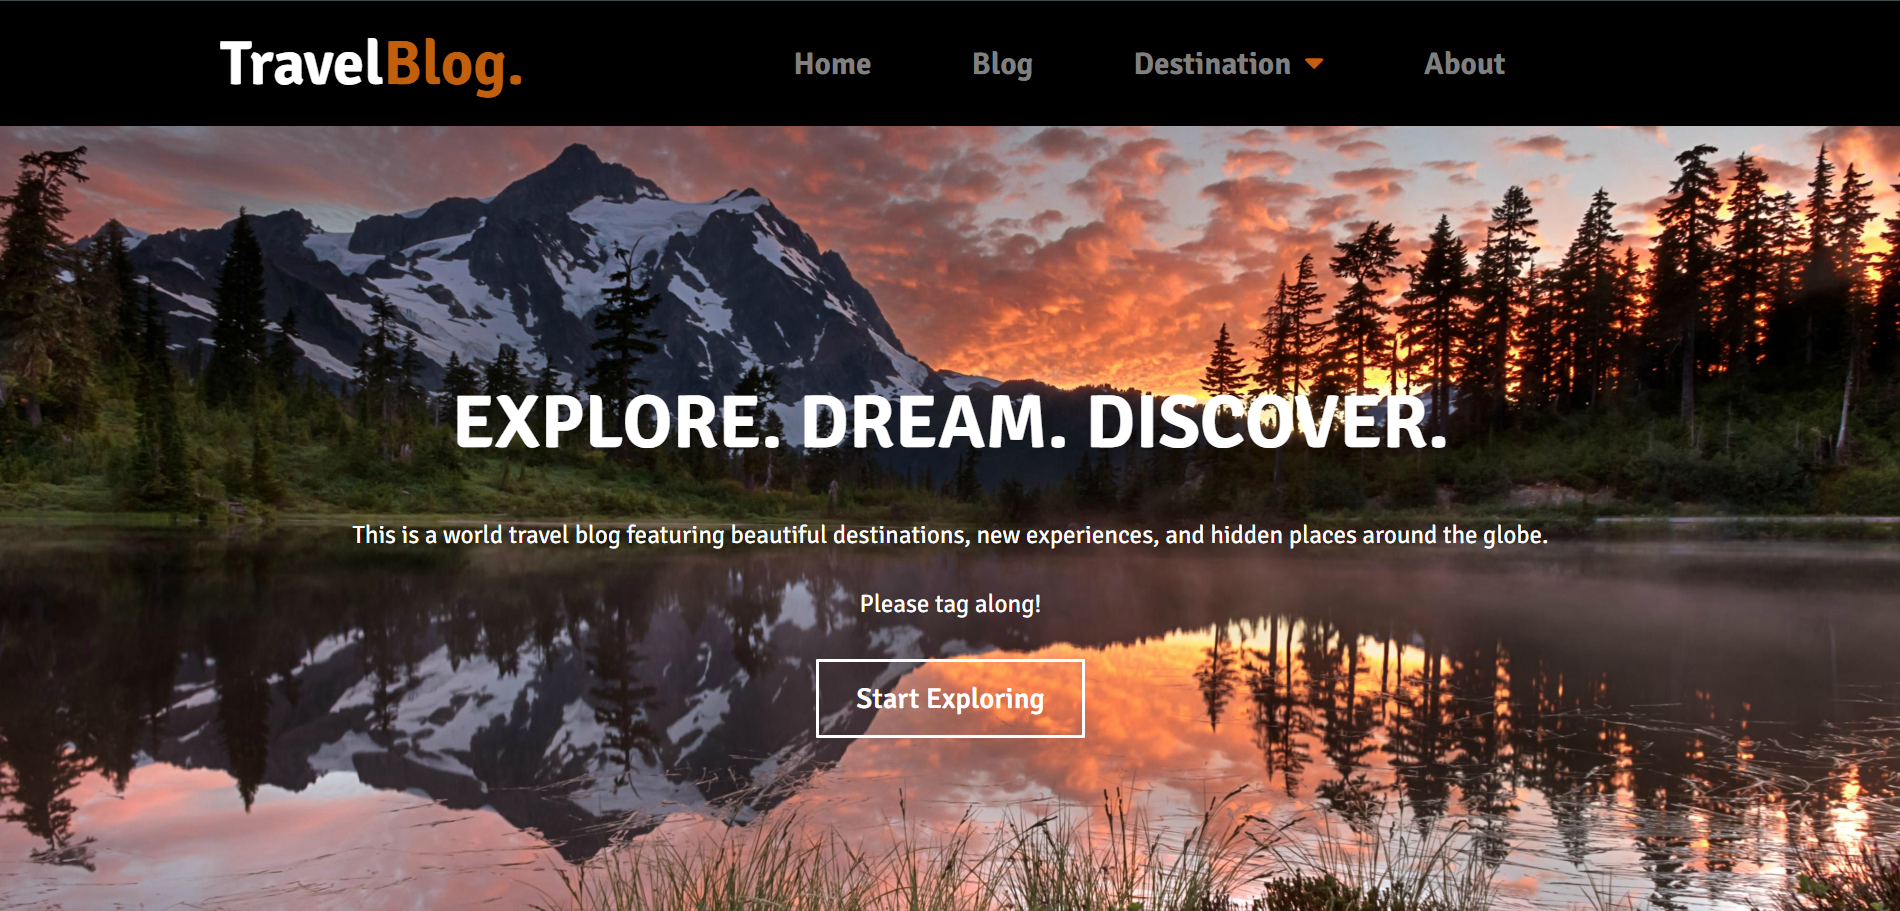 TravelBlog.
Home
Blog
Destination
About
EXPLORE. DREAM. DISCOVER.
This is a world travel blog featuring beautiful destinations, new experiences, and hidden places around the globe.
Please tag along!
Start Exploring